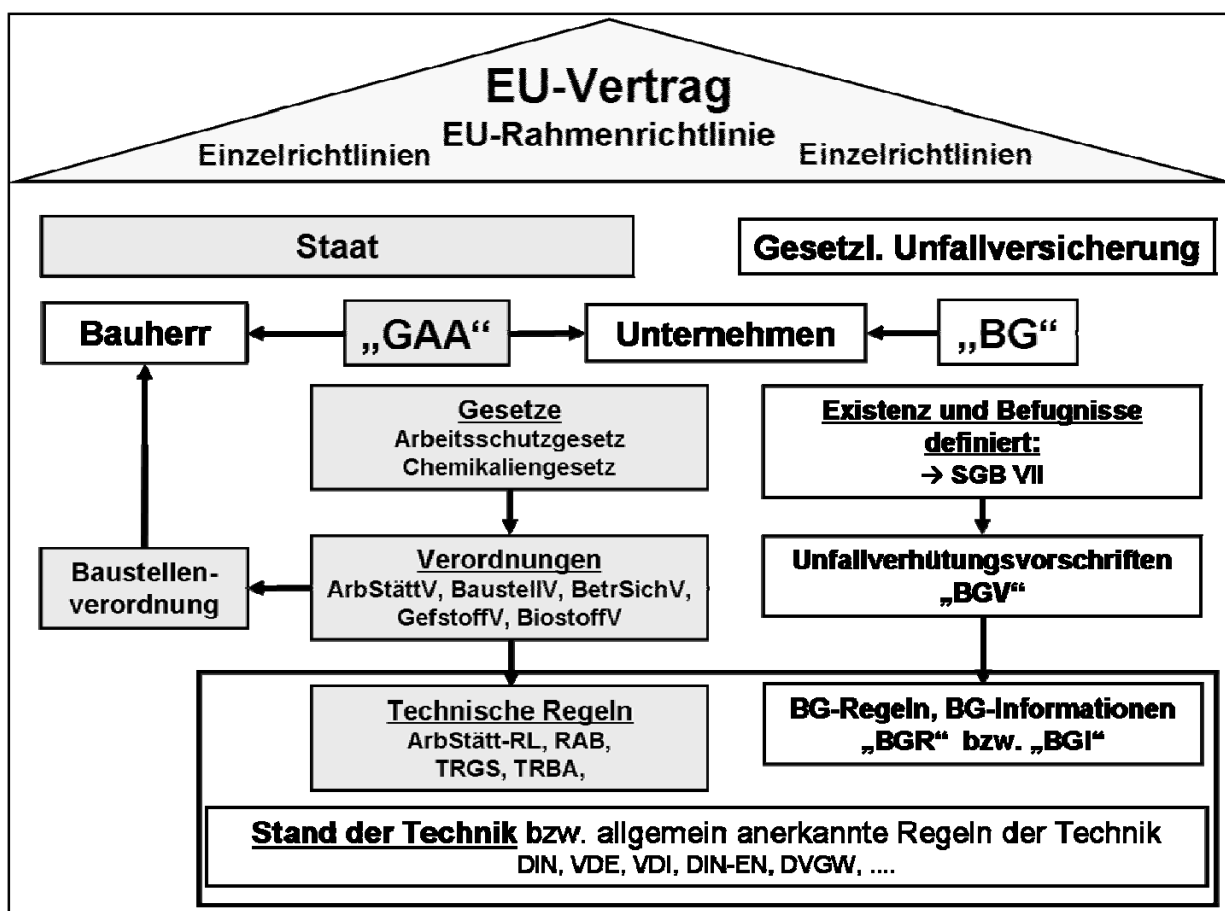 EU-Vertrag
EU-Rahmenrichtlinie
Einzelrichtlinien
Einzelrichtlinien
Staat
Gesetzl. Unfallversicherung
Bauherr
„GAA“
Unternehmen
„BG“
Gesetze
Arbeitsschutzgesetz
Chemikaliengesetz
Existenz und Befugnisse
definiert:
→ SGB VII
Baustellen-
verordnung
Verordnungen
ArbStättV, BaustellV, BetrSichV,
GefstoffV, BiostoffV
Unfallverhütungsvorschriften
„BGV“
Technische Regeln
ArbStätt-RL, RAB,
TRGS, TRBA,
BG-Regeln, BG-Informationen
„BGR“ bzw. „BGI“
Stand der Technik bzw. allgemein anerkannte Regeln der Technik
DIN, VDE, VDI, DIN-EN, DVGW, ....